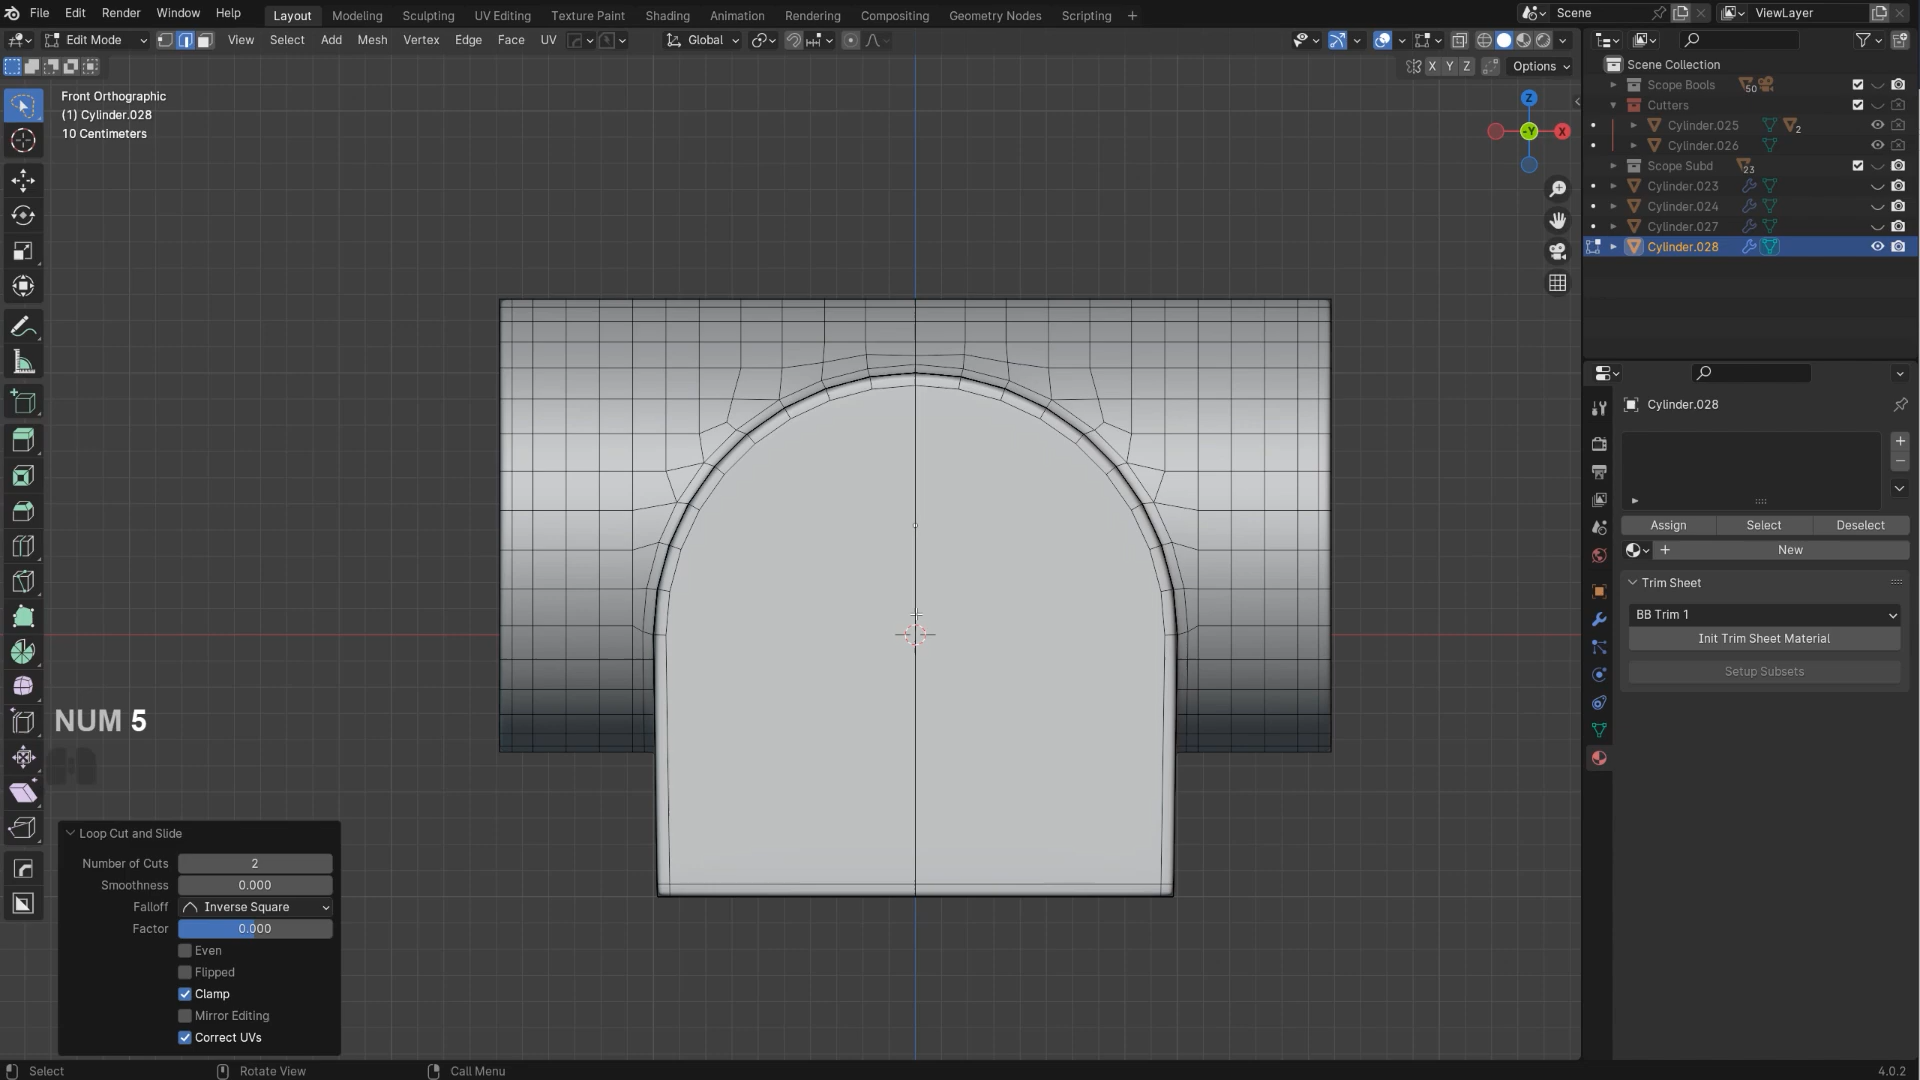 File Edit Render Window Help Layout Modeling Sculpting UV Editing Texture Paint Shading Animation Rendering Compositing Geometry Nodes Scripting + Scene ViewLayer
Edit Mode View Select Add Mesh Vertex Edge Face UV Global
X Y Z Options
Front Orthographic
(1) Cylinder.028
10 Centimeters
Z
-Y X
Scene Collection
Scope Bools 50
Cutters
Cylinder.025 2
Cylinder.026
Scope Subd 23
Cylinder.023
Cylinder.024
Cylinder.027
Cylinder.028
Cylinder.028
Assign Select Deselect
+ New
Trim Sheet
BB Trim 1
Init Trim Sheet Material
Setup Subsets
NUM 5
Loop Cut and Slide
Number of Cuts 2
Smoothness 0.000
Falloff Inverse Square
Factor 0.000
Even
Flipped
Clamp
Mirror Editing
Correct UVs
Select Rotate View Call Menu 4.0.2